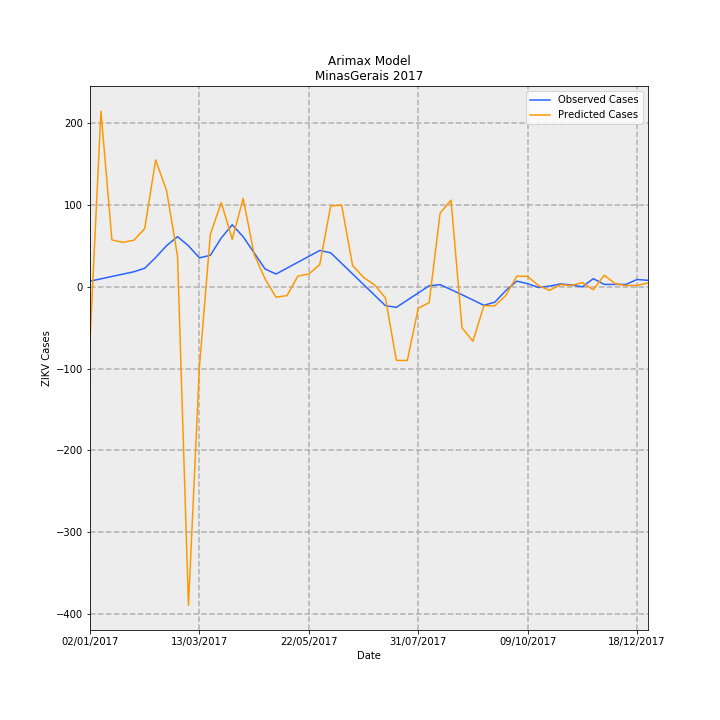 Arimax Model
MinasGerais 2017
Observed Cases
Predicted Cases
200
100
0
−100
−200
−300
−400
ZIKV Cases
02/01/2017 13/03/2017 22/05/2017 31/07/2017 09/10/2017 18/12/2017
Date